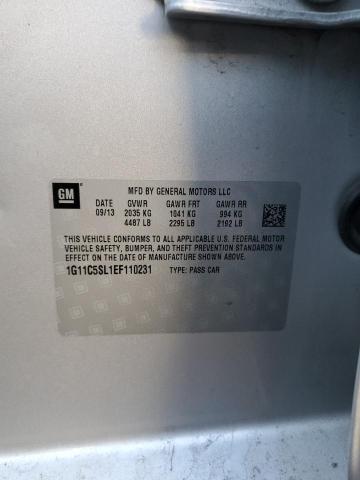 GM
MFD BY GENERAL MOTORS LLC
DATE GVWR GAWR FRT GAWR RR
09/13 2035 KG 1041 KG 994 KG
4487 LB 2295 LB 2192 LB
THIS VEHICLE CONFORMS TO ALL APPLICABLE U.S. FEDERAL MOTOR
VEHICLE SAFETY, BUMPER, AND THEFT PREVENTION STANDARDS
IN EFFECT ON THE DATE OF MANUFACTURE SHOWN ABOVE.
1G11C5SL1EF110231 TYPE: PASS CAR